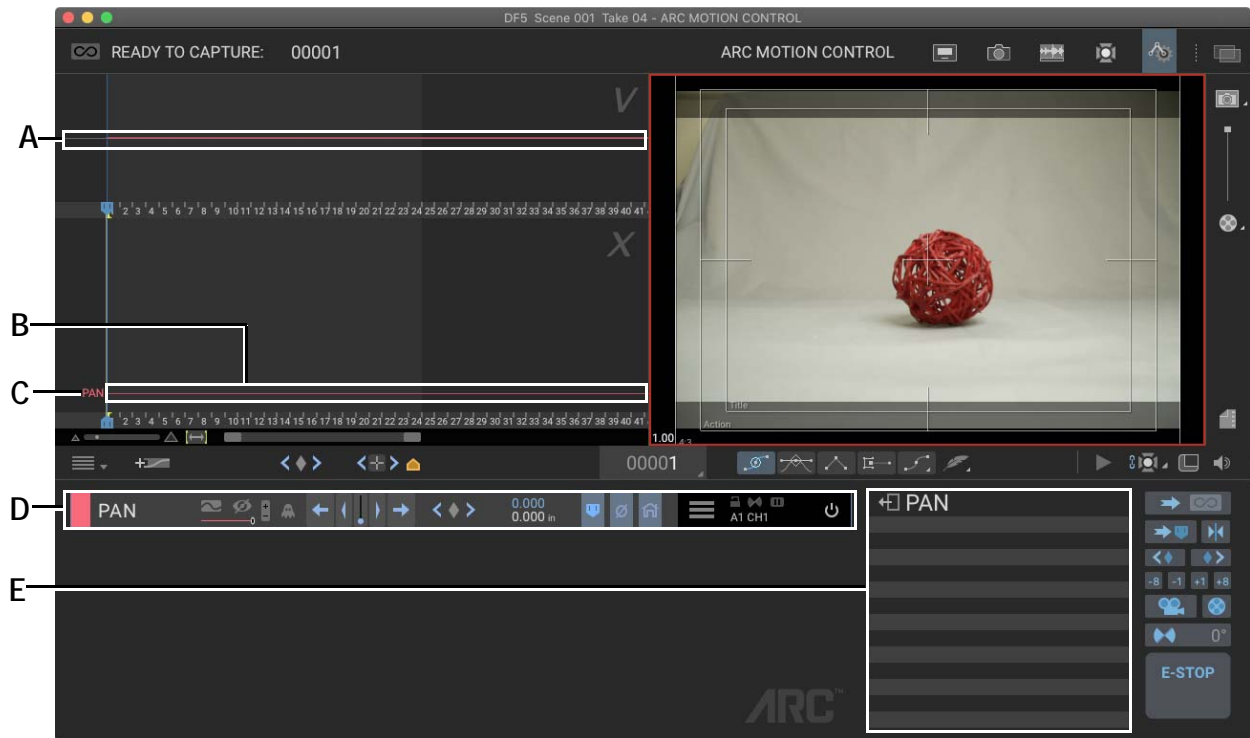 DF5 Scene 001 Take 04 - ARC MOTION CONTROL
READY TO CAPTURE: 00001
ARC MOTION CONTROL
V
A
2 3 4 5 6 7 8 9 10 11 12 13 14 15 16 17 18 19 20 21 22 23 24 25 26 27 28 29 30 31 32 33 34 35 36 37 38 39 40 41
X
B
C
PAN
2 3 4 5 6 7 8 9 10 11 12 13 14 15 16 17 18 19 20 21 22 23 24 25 26 27 28 29 30 31 32 33 34 35 36 37 38 39 40 41
Title
Action
1.00 4:3
00001
D
PAN
0
0.000
0.000 in
A1 CH1
PAN
E
-8 -1 +1 +8
0°
E-STOP
ARC™